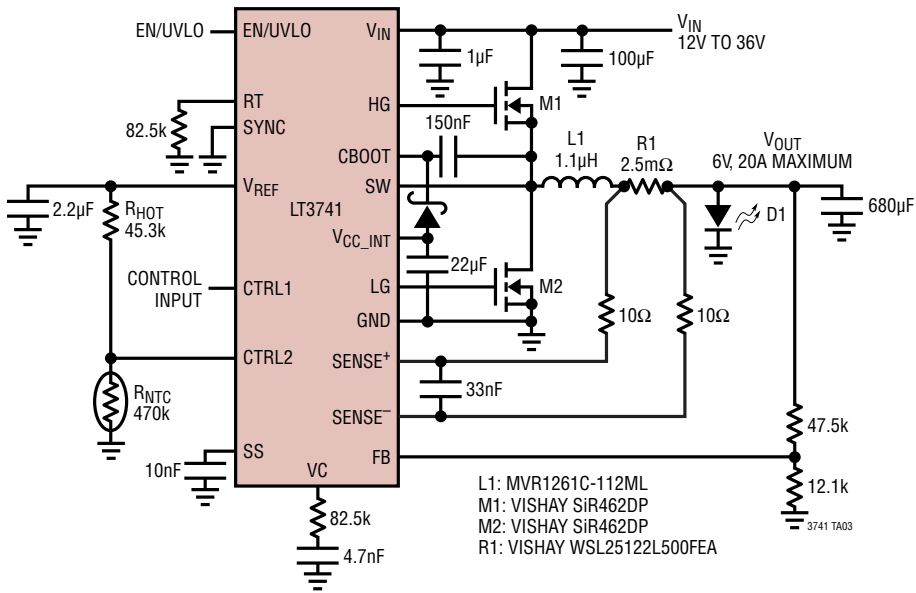 EN/UVLO
EN/UVLO
VIN
VIN
12V TO 36V
1µF
100µF
RT
HG
M1
82.5k
SYNC
150nF
CBOOT
L1
1.1µH
R1
2.5mΩ
VOUT
6V, 20A MAXIMUM
VREF
SW
LT3741
2.2µF
RHOT
45.3k
D1
680µF
VCC_INT
22µF
CONTROL
INPUT
CTRL1
LG
M2
10Ω
10Ω
GND
CTRL2
SENSE+
RNTC
470k
33nF
SENSE–
47.5k
SS
FB
10nF
VC
12.1k
82.5k
4.7nF
L1: MVR1261C-112ML
M1: VISHAY SiR462DP
M2: VISHAY SiR462DP
R1: VISHAY WSL25122L500FEA
3741 TA03